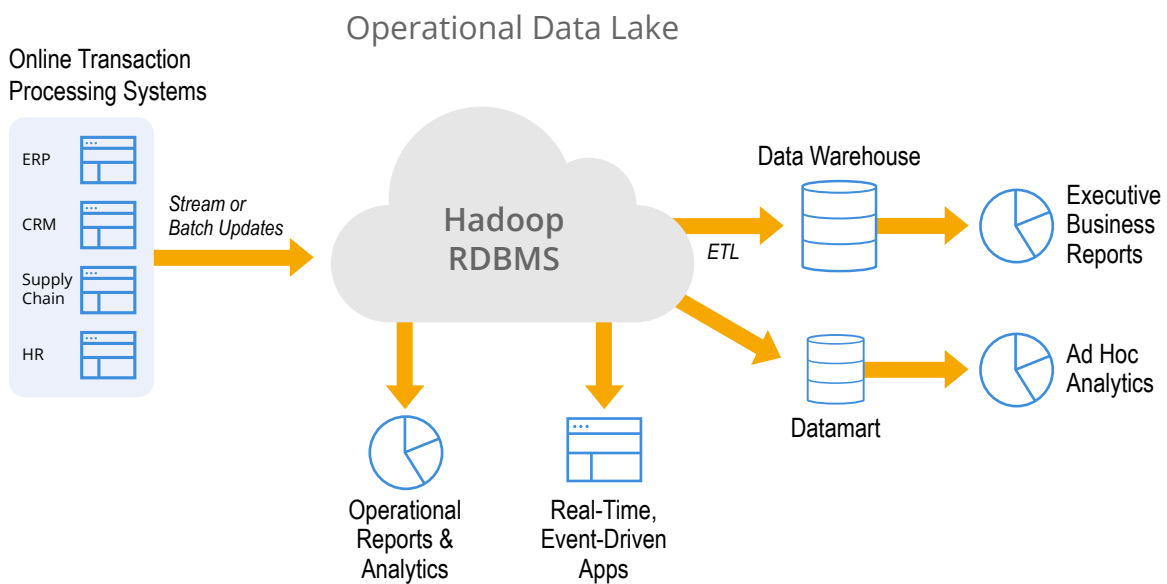 Operational Data Lake
Online Transaction
Processing Systems
ERP
CRM
Supply
Chain
HR
Stream or
Batch Updates
Hadoop
RDBMS
ETL
Data Warehouse
Executive
Business
Reports
Datamart
Ad Hoc
Analytics
Operational
Reports &
Analytics
Real-Time,
Event-Driven
Apps